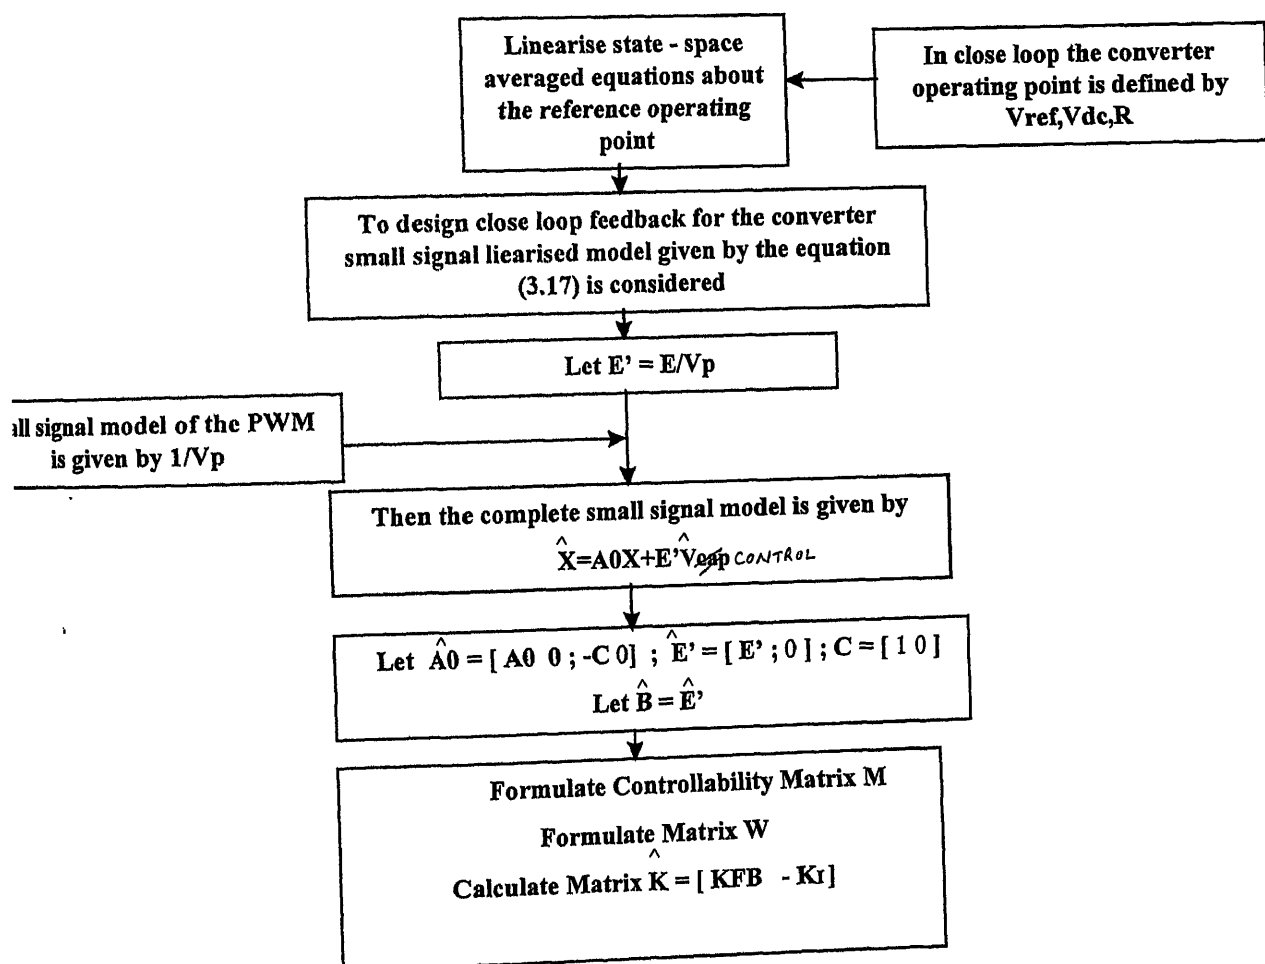 Linearise state - space
averaged equations about
the reference operating
point
In close loop the converter
operating point is defined by
Vref,Vdc,R
To design close loop feedback for the converter
small signal liearised model given by the equation
(3.17) is considered
Let E' = E/Vp
all signal model of the PWM
is given by 1/Vp
Then the complete small signal model is given by
X̂=A0X+E'V̂ CONTROL
Let Â0 = [ A0 0 ; -C 0] ; Ê' = [ E' ; 0 ] ; C = [ 1 0 ]
Let B̂ = Ê'
Formulate Controllability Matrix M
Formulate Matrix W
Calculate Matrix K̂ = [ KFB - KI ]